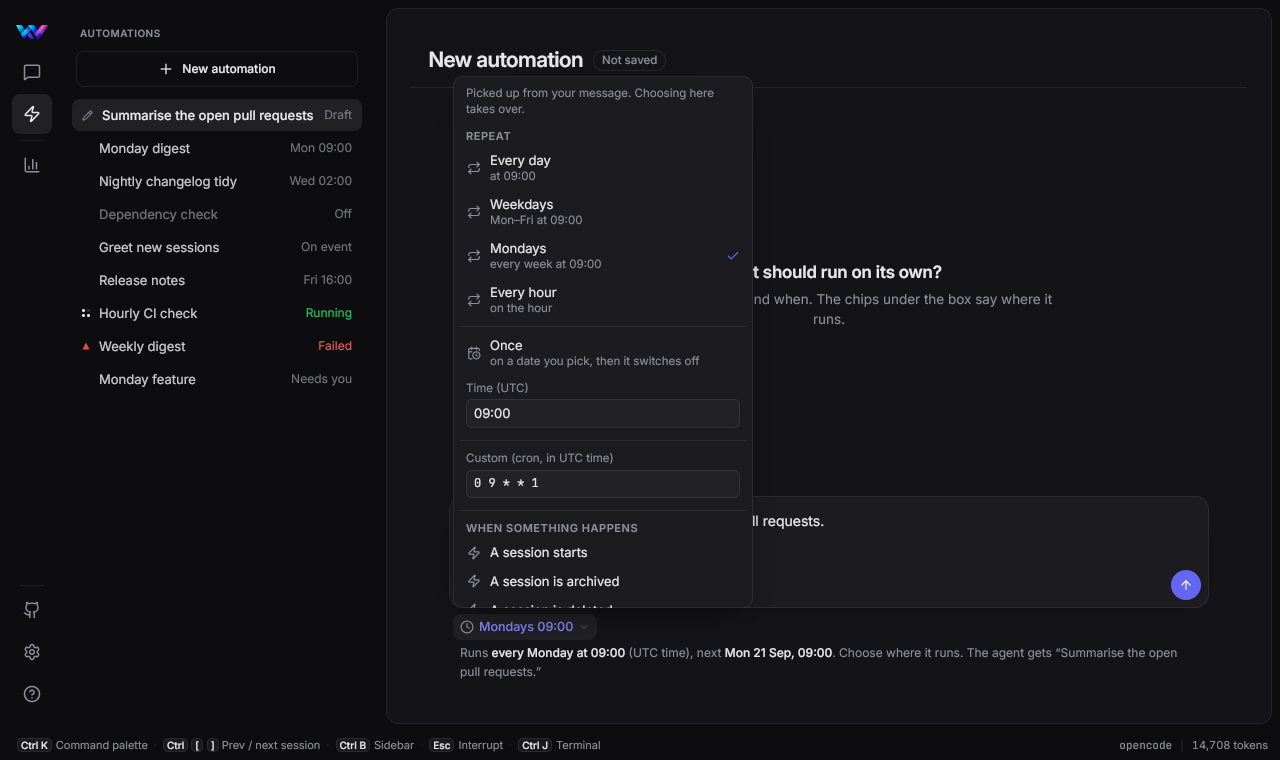 AUTOMATIONS
New automation
Summarise the open pull requests Draft
Monday digest Mon 09:00
Nightly changelog tidy Wed 02:00
Dependency check Off
Greet new sessions On event
Release notes Fri 16:00
Hourly CI check Running
Weekly digest Failed
Monday feature Needs you
New automation Not saved
Picked up from your message. Choosing here
takes over.
REPEAT
Every day
at 09:00
Weekdays
Mon–Fri at 09:00
Mondays
every week at 09:00
Every hour
on the hour
Once
on a date you pick, then it switches off
Time (UTC)
09:00
Custom (cron, in UTC time)
0 9 * * 1
WHEN SOMETHING HAPPENS
A session starts
A session is archived
t should run on its own?
nd when. The chips under the box say where it
runs.
ll requests.
Mondays 09:00
Runs every Monday at 09:00 (UTC time), next Mon 21 Sep, 09:00. Choose where it runs. The agent gets “Summarise the open
pull requests.”
Ctrl K Command palette · Ctrl [ ] Prev / next session · Ctrl B Sidebar · Esc Interrupt · Ctrl J Terminal
opencode 14,708 tokens